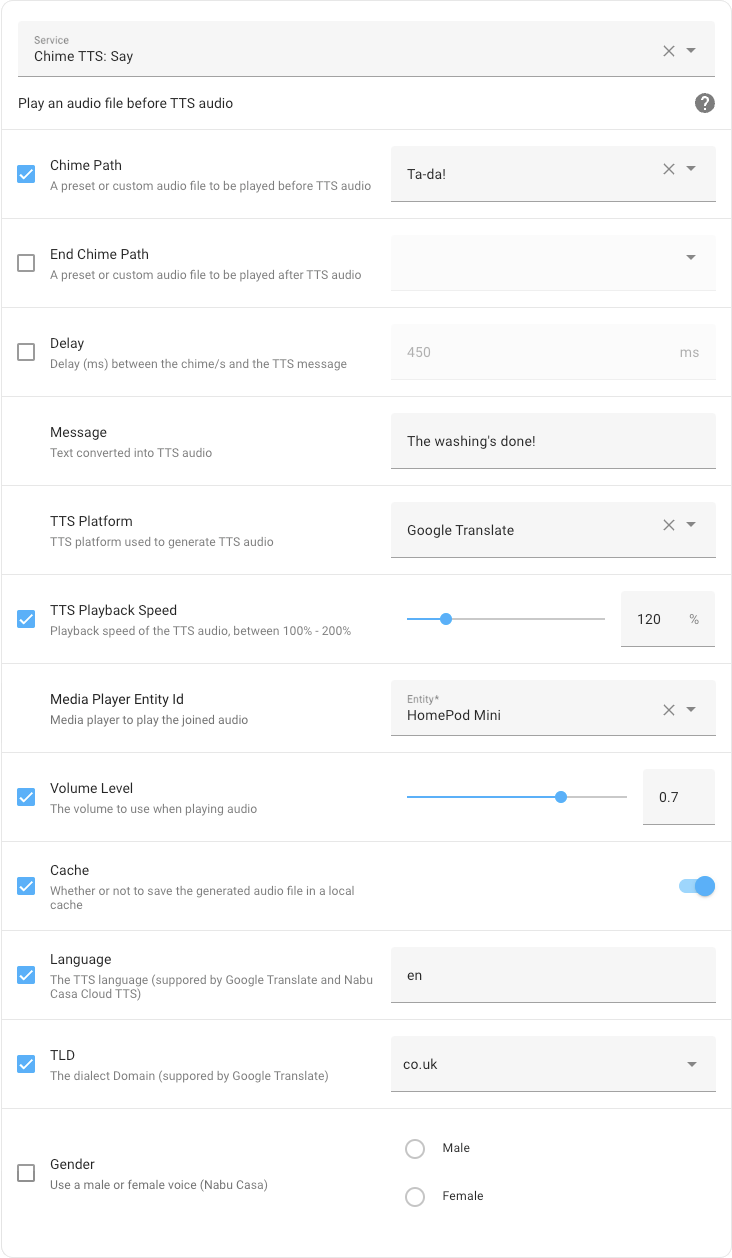 Service
Chime TTS: Say
Play an audio file before TTS audio
Chime Path
A preset or custom audio file to be played before TTS audio
Ta-da!
End Chime Path
A preset or custom audio file to be played after TTS audio
Delay
Delay (ms) between the chime/s and the TTS message
450 ms
Message
Text converted into TTS audio
The washing's done!
TTS Platform
TTS platform used to generate TTS audio
Google Translate
TTS Playback Speed
Playback speed of the TTS audio, between 100% - 200%
120 %
Media Player Entity Id
Media player to play the joined audio
Entity*
HomePod Mini
Volume Level
The volume to use when playing audio
0.7
Cache
Whether or not to save the generated audio file in a local
cache
Language
The TTS language (suppored by Google Translate and Nabu
Casa Cloud TTS)
en
TLD
The dialect Domain (suppored by Google Translate)
co.uk
Gender
Use a male or female voice (Nabu Casa)
Male
Female